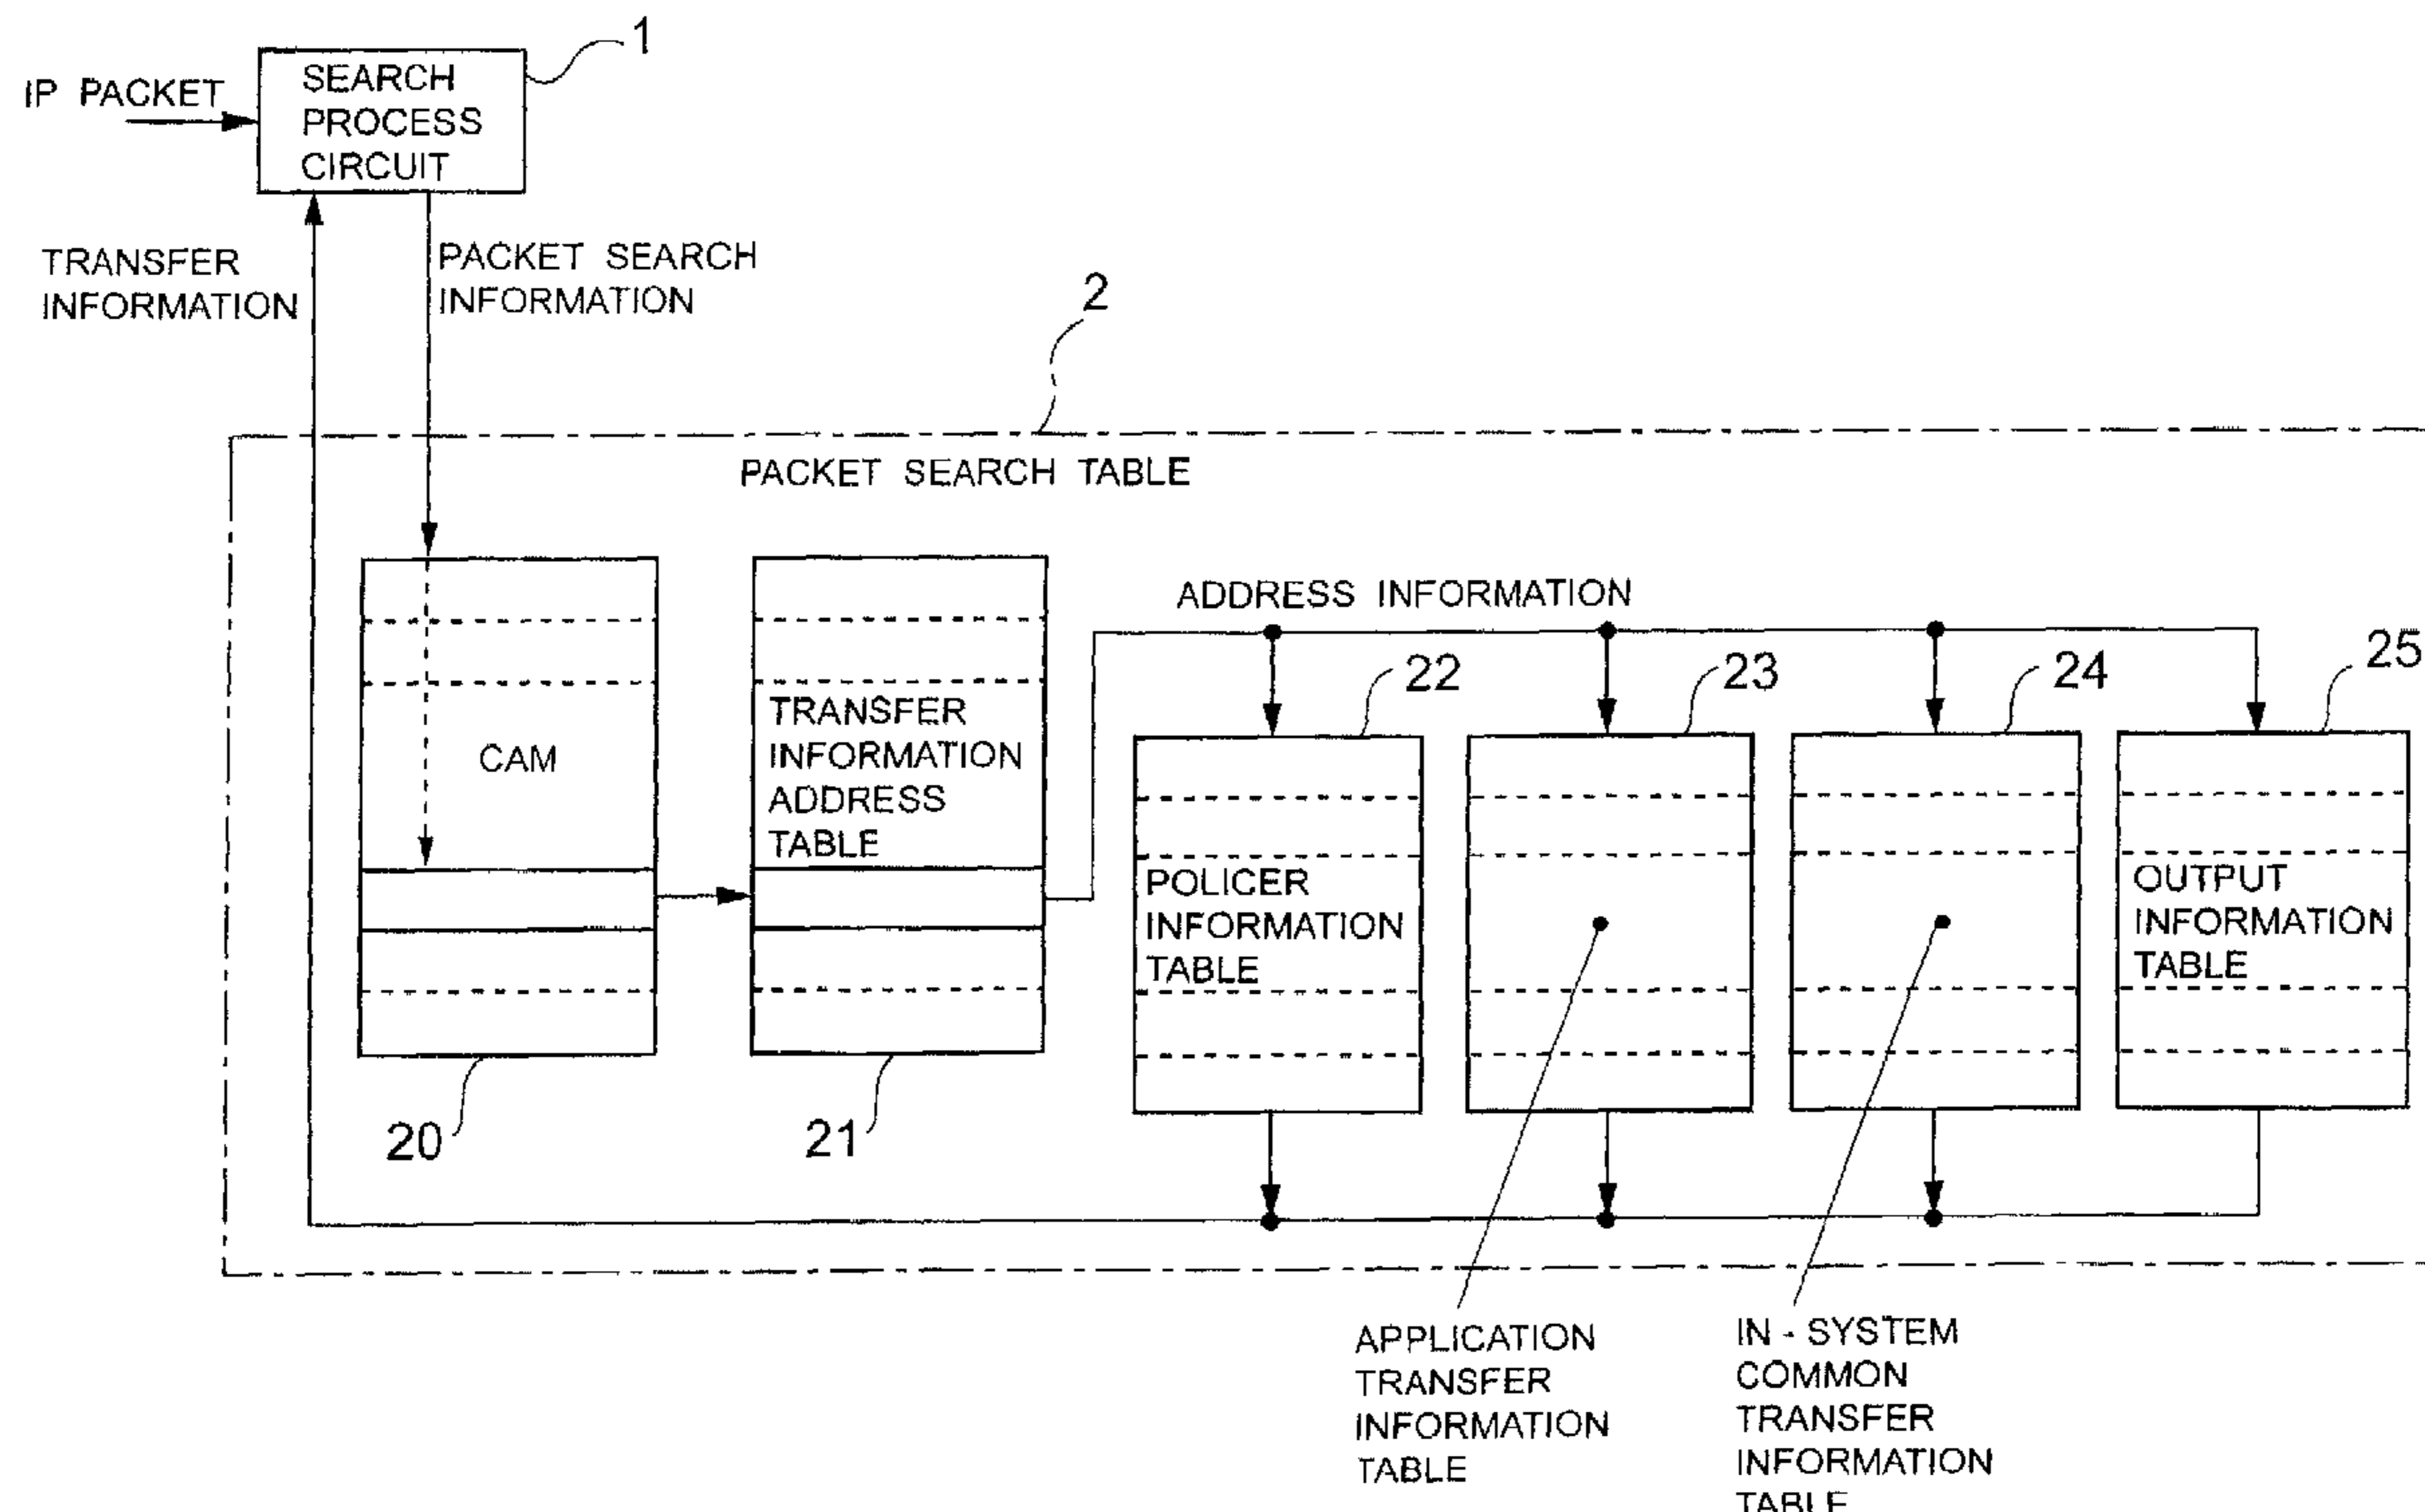 1
IP PACKET
SEARCH
PROCESS
CIRCUIT
TRANSFER
INFORMATION
PACKET SEARCH
INFORMATION
2
PACKET SEARCH TABLE
ADDRESS INFORMATION
22
23
24
25
CAM
TRANSFER
INFORMATION
ADDRESS
TABLE
POLICER
INFORMATION
TABLE
OUTPUT
INFORMATION
TABLE
20
21
APPLICATION
TRANSFER
INFORMATION
TABLE
IN - SYSTEM
COMMON
TRANSFER
INFORMATION
TABLE